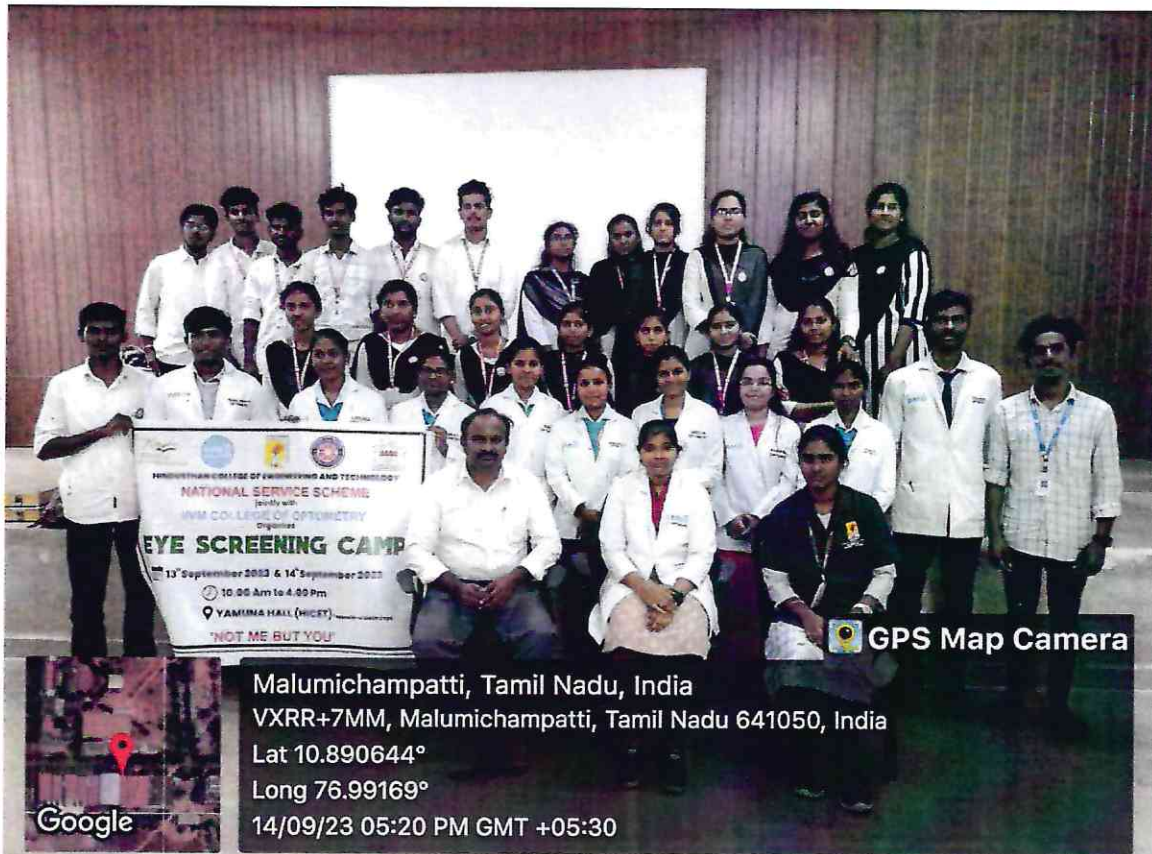 HINDUSTHAN COLLEGE OF ENGINEERING AND TECHNOLOGY
NATIONAL SERVICE SCHEME
Jointly with
COLLEGE OF OPTOMETRY
Organises
EYE SCREENING CAMP
13th September 2023 & 14th September 2023
10.00 Am to 4.00 Pm
YAMUNA HALL (HICET)
'NOT ME BUT YOU'
GPS Map Camera
Malumichampatti, Tamil Nadu, India
VXRR+7MM, Malumichampatti, Tamil Nadu 641050, India
Lat 10.890644°
Long 76.99169°
14/09/23 05:20 PM GMT +05:30
Google